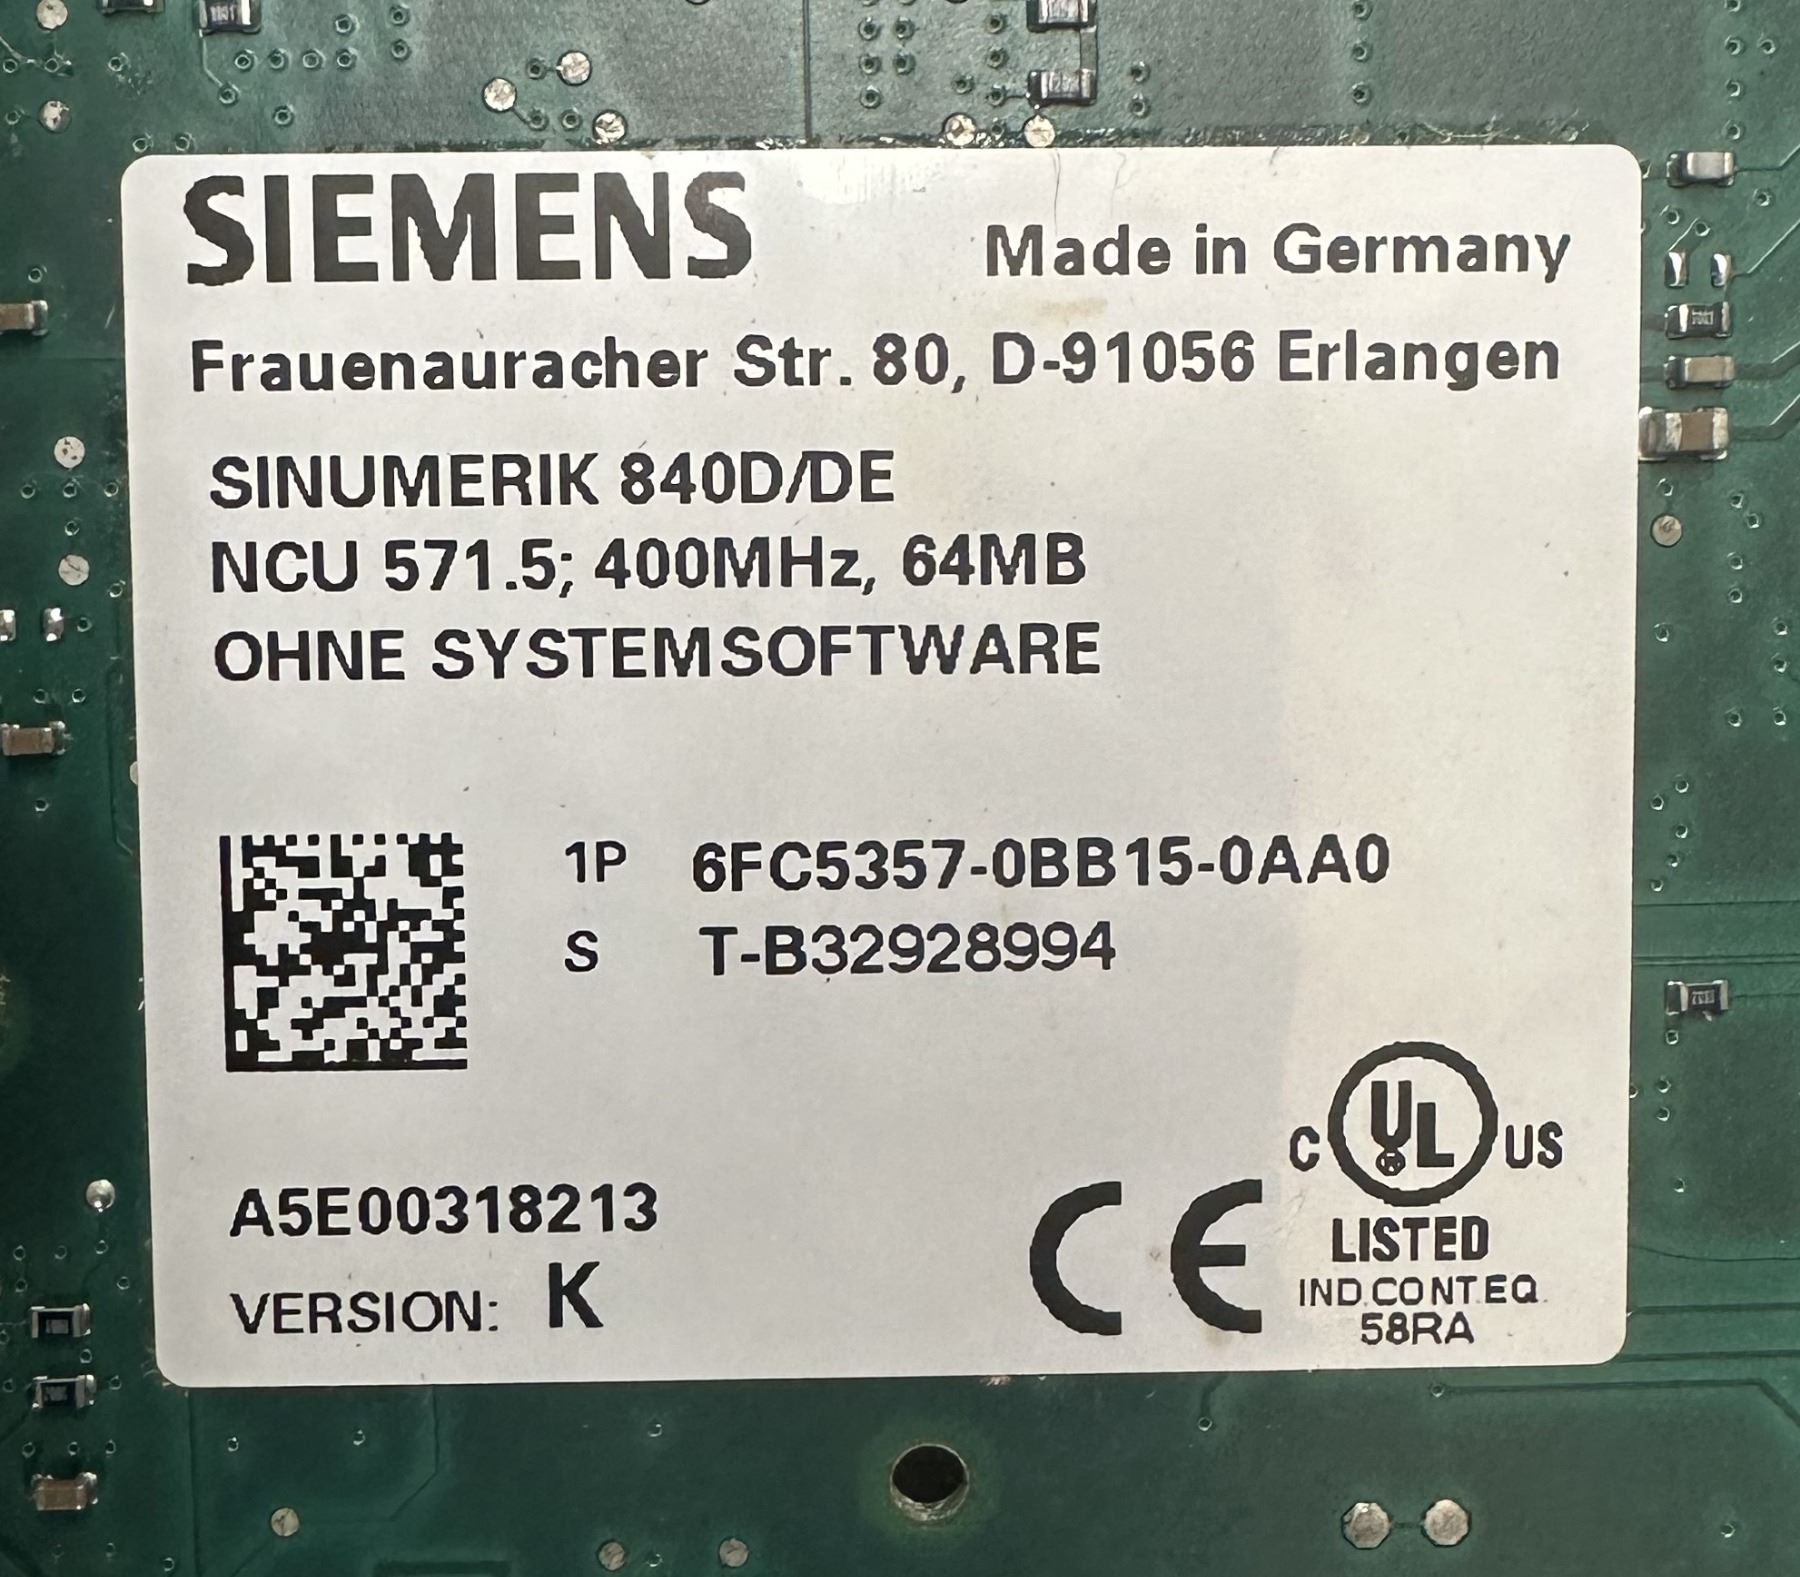 SIEMENS
Made in Germany
Frauenauracher Str. 80, D-91056 Erlangen
SINUMERIK 840D/DE
NCU 571.5; 400MHz, 64MB
OHNE SYSTEMSOFTWARE
1P 6FC5357-0BB15-0AA0
S T-B32928994
A5E00318213
VERSION: K
CE
C UL US
®
LISTED
IND.CONT.EQ.
58RA